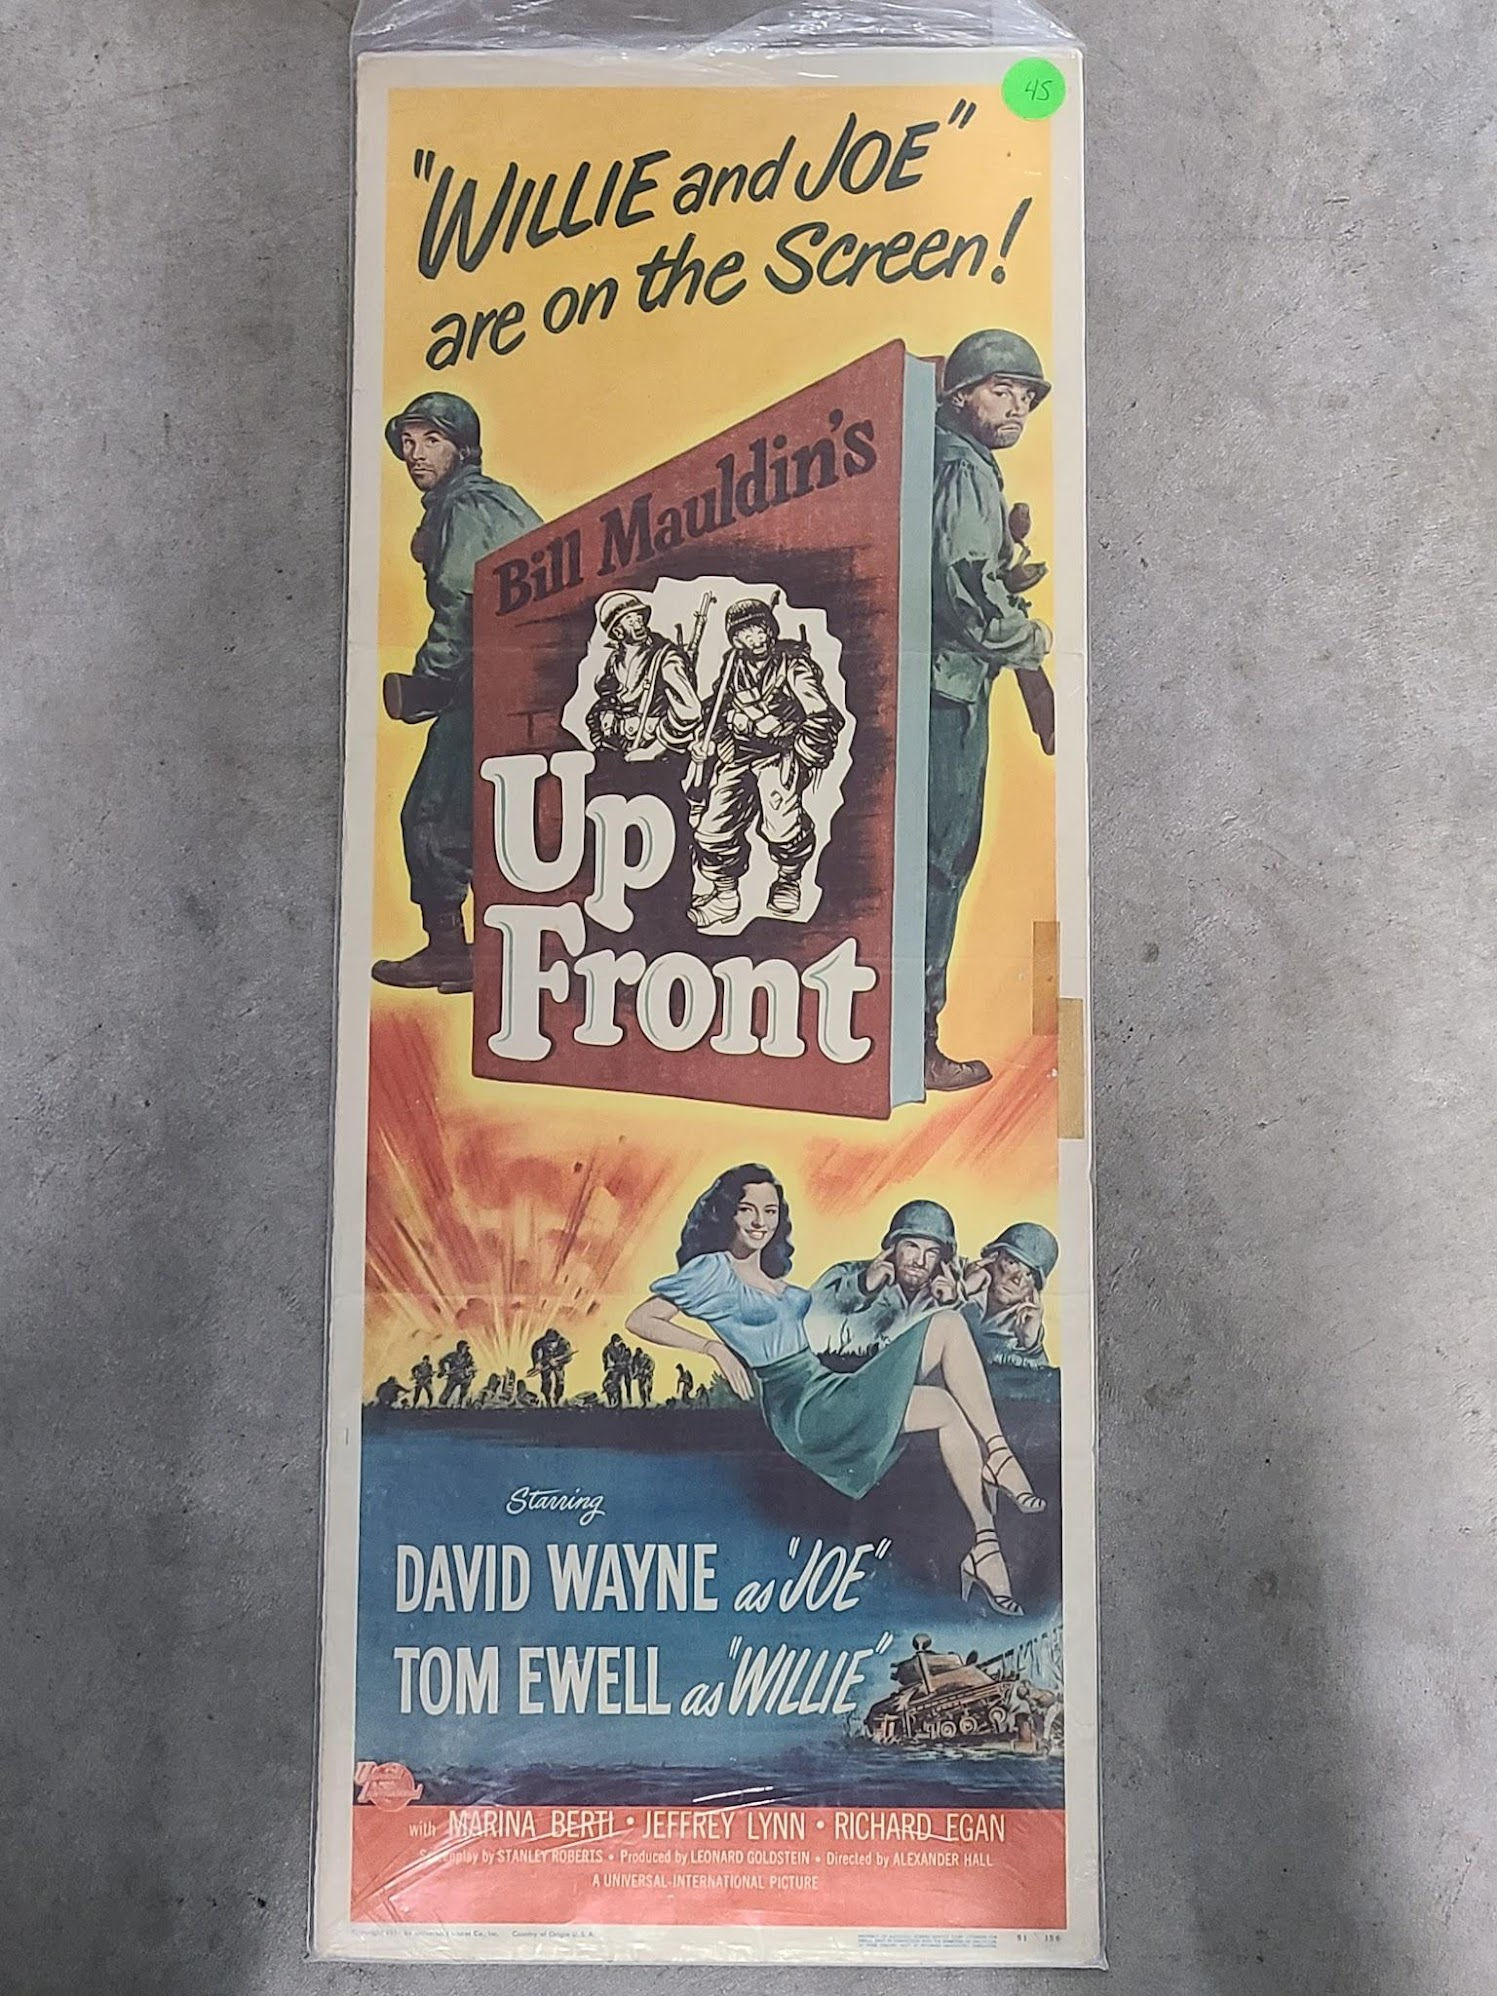 45
"WILLIE and JOE"
are on the Screen!
Bill Mauldin's
Up
Front
Starring
DAVID WAYNE as "JOE"
TOM EWELL as "WILLIE"
with MARINA BERTI • JEFFREY LYNN • RICHARD EGAN
Screenplay by STANLEY ROBERTS • Produced by LEONARD GOLDSTEIN • Directed by ALEXANDER HALL
A UNIVERSAL-INTERNATIONAL PICTURE
Country of Origin U.S.A.
51 156